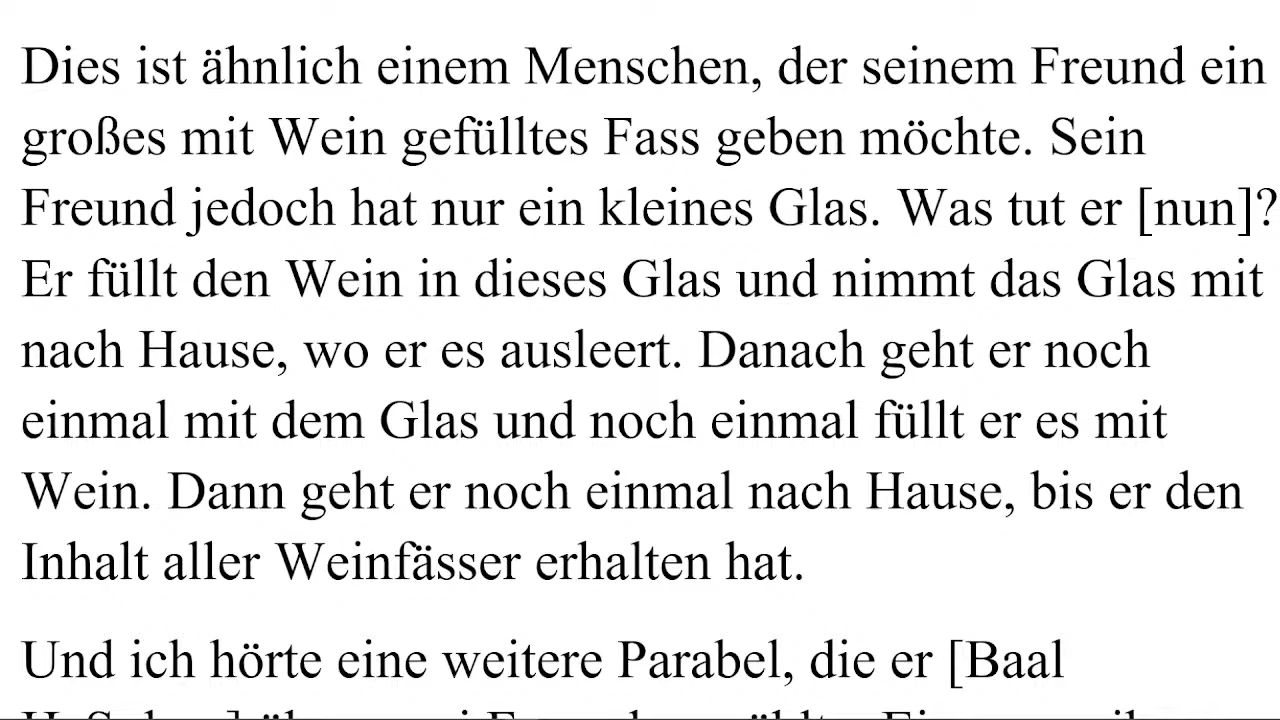 Dies ist ähnlich einem Menschen, der seinem Freund ein
großes mit Wein gefülltes Fass geben möchte. Sein
Freund jedoch hat nur ein kleines Glas. Was tut er [nun]?
Er füllt den Wein in dieses Glas und nimmt das Glas mit
nach Hause, wo er es ausleert. Danach geht er noch
einmal mit dem Glas und noch einmal füllt er es mit
Wein. Dann geht er noch einmal nach Hause, bis er den
Inhalt aller Weinfässer erhalten hat.
Und ich hörte eine weitere Parabel, die er [Baal